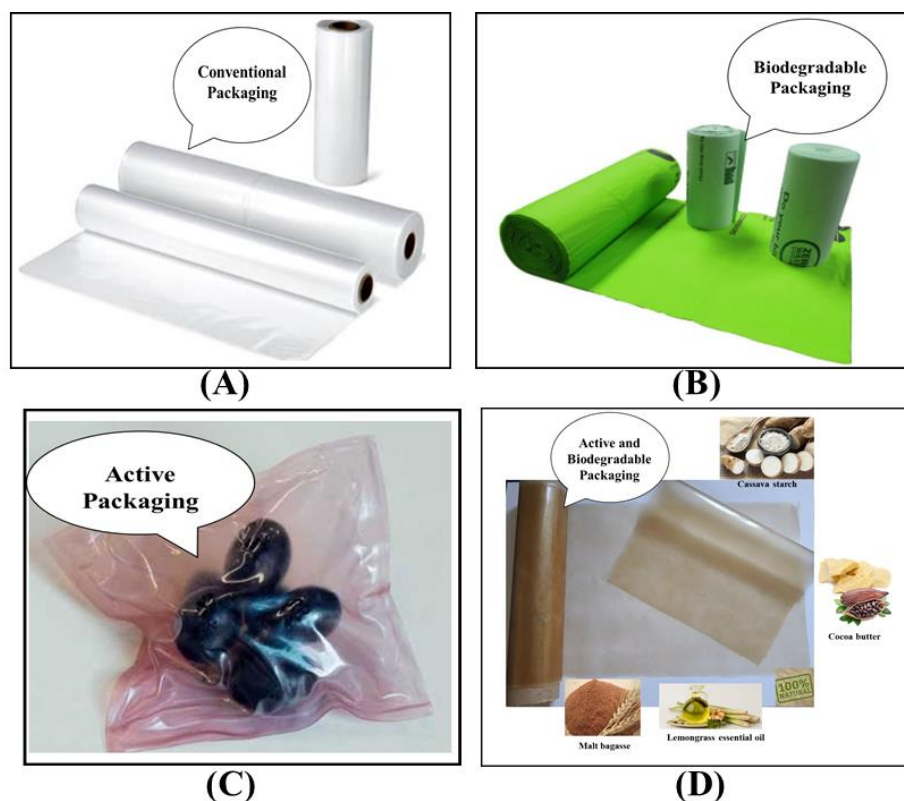 Conventional
Packaging
(A)
Biodegradable
Packaging
(B)
Active
Packaging
(C)
Active and
Biodegradable
Packaging
Cassava starch
Cocoa butter
100%
NATURAL
Malt bagasse
Lemongrass essential oil
(D)